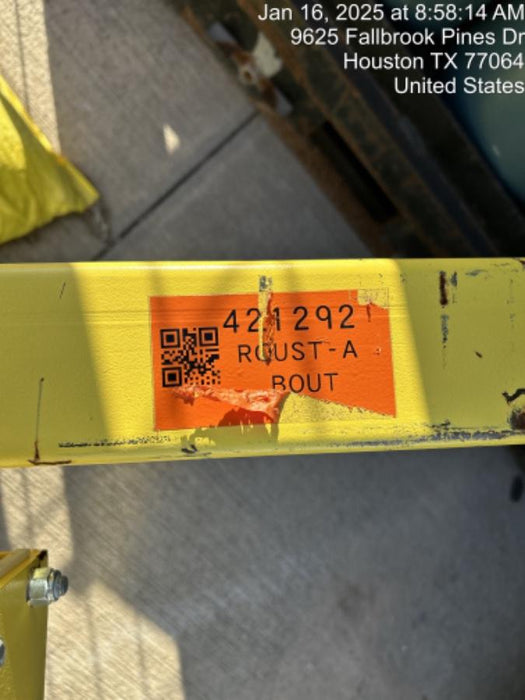 Jan 16, 2025 at 8:58:14 AM
9625 Fallbrook Pines Dr
Houston TX 77064
United States
421292
ROUST-A
BOUT